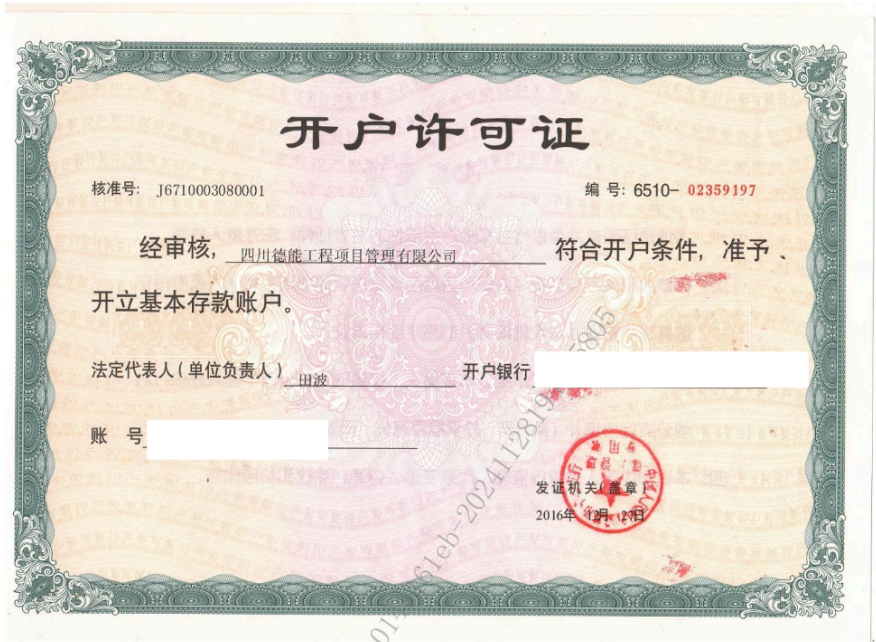 开户许可证
核准号: J6710003080001 编 号: 6510- 02359197
经审核, 四川德能工程项目管理有限公司 符合开户条件, 准予
开立基本存款账户。
法定代表人(单位负责人) 田波 开户银行
账 号
发证机关(盖章)
2016年 12月 27日